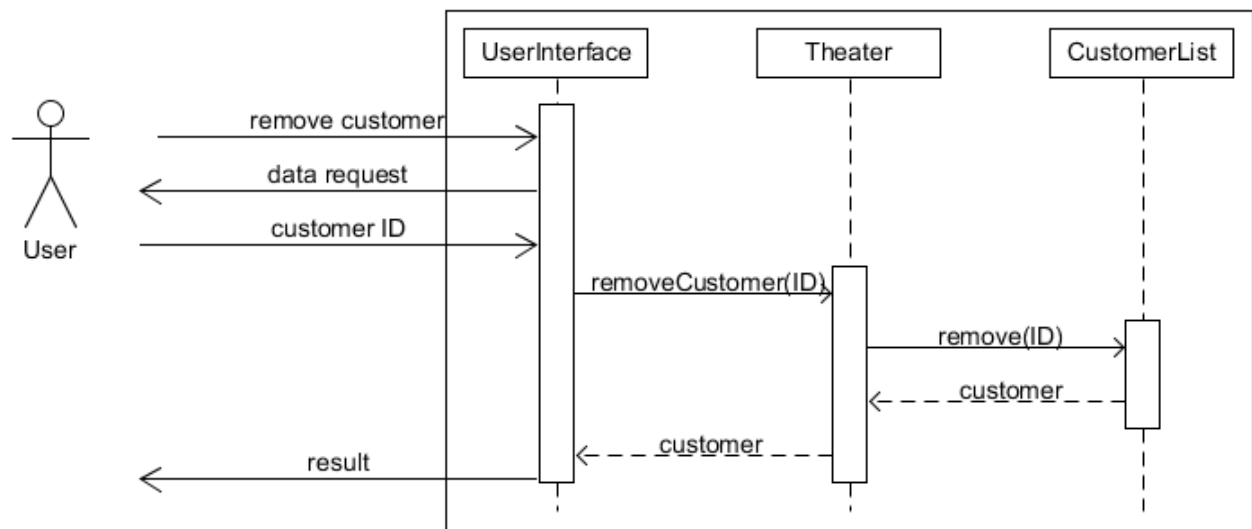 UserInterface
Theater
CustomerList
remove customer
data request
customer ID
User
removeCustomer(ID)
remove(ID)
customer
customer
result